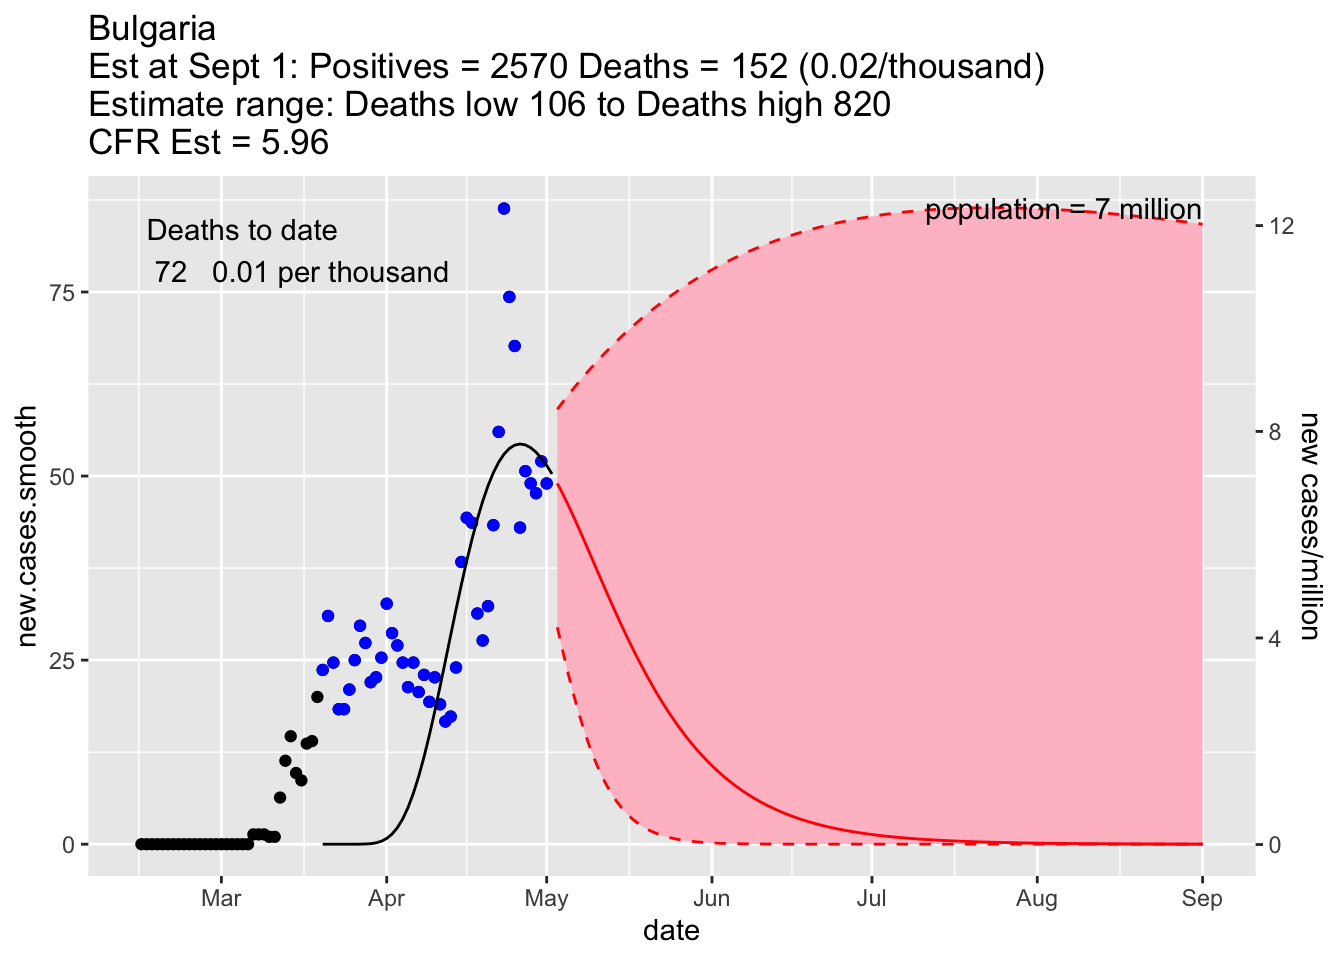 Bulgaria
Est at Sept 1: Positives = 2570 Deaths = 152 (0.02/thousand)
Estimate range: Deaths low 106 to Deaths high 820
CFR Est = 5.96
population = 7 million
Deaths to date
72 0.01 per thousand
new.cases.smooth
75
50
25
0
12
8
4
0
new cases/million
Mar Apr May Jun Jul Aug Sep
date